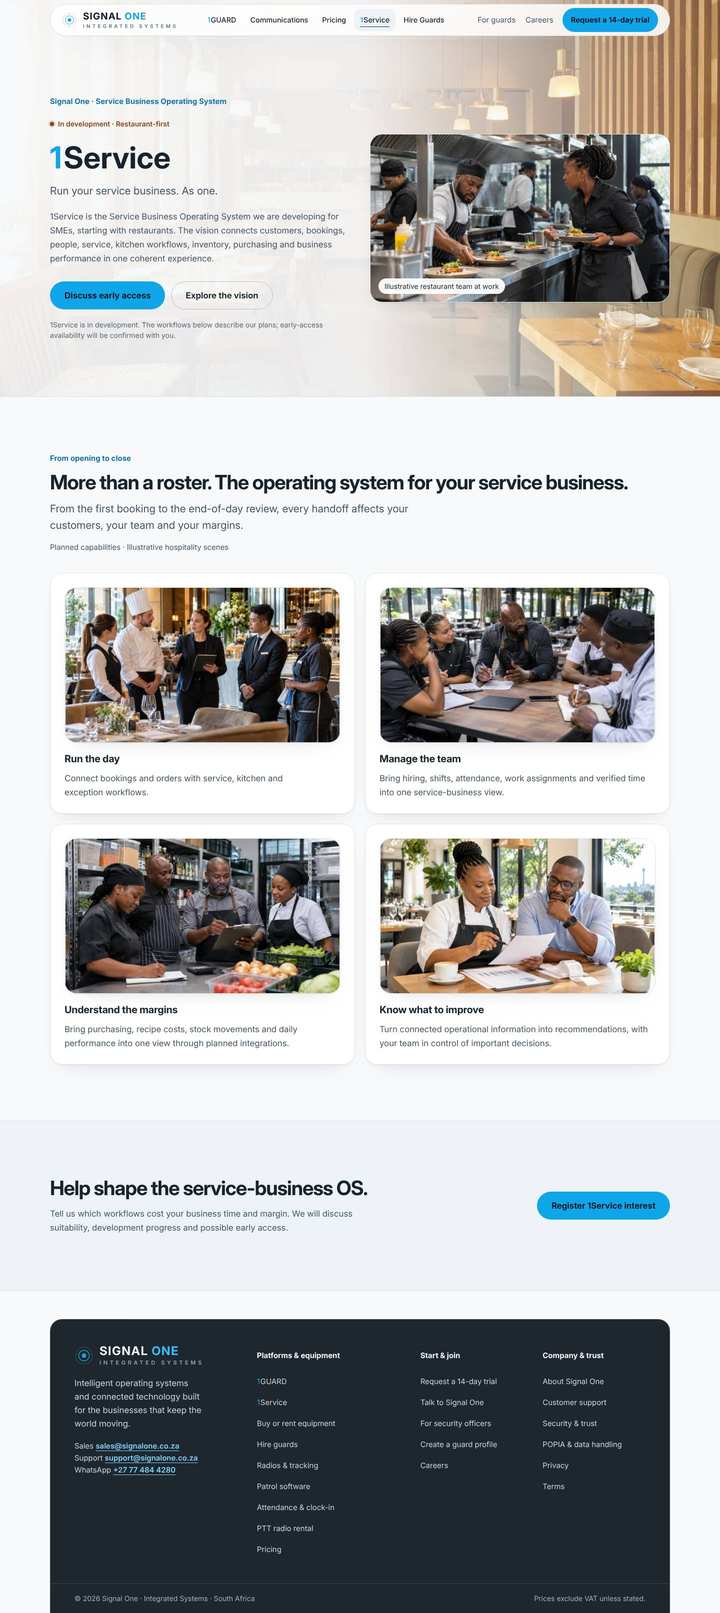 SIGNAL ONE
INTEGRATED SYSTEMS
1GUARD
Communications
Pricing
1Service
Hire Guards
For guards
Careers
Request a 14-day trial
Signal One · Service Business Operating System
In development · Restaurant-first
1Service
Run your service business. As one.
1Service is the Service Business Operating System we are developing for
SMEs, starting with restaurants. The vision connects customers, bookings,
people, service, kitchen workflows, inventory, purchasing and business
performance in one coherent experience.
Discuss early access
Explore the vision
1Service is in development. The workflows below describe our plans; early-access
availability will be confirmed with you.
Illustrative restaurant team at work
From opening to close
More than a roster. The operating system for your service business.
From the first booking to the end-of-day review, every handoff affects your
customers, your team and your margins.
Planned capabilities · Illustrative hospitality scenes
Run the day
Connect bookings and orders with service, kitchen and
exception workflows.
Manage the team
Bring hiring, shifts, attendance, work assignments and verified time
into one service-business view.
Understand the margins
Bring purchasing, recipe costs, stock movements and daily
performance into one view through planned integrations.
Know what to improve
Turn connected operational information into recommendations, with
your team in control of important decisions.
Help shape the service-business OS.
Tell us which workflows cost your business time and margin. We will discuss
suitability, development progress and possible early access.
Register 1Service interest
SIGNAL ONE
INTEGRATED SYSTEMS
Intelligent operating systems
and connected technology built
for the businesses that keep the
world moving.
Sales sales@signalone.co.za
Support support@signalone.co.za
WhatsApp +27 77 484 4280
Platforms & equipment
1GUARD
1Service
Buy or rent equipment
Hire guards
Radios & tracking
Patrol software
Attendance & clock-in
PTT radio rental
Pricing
Start & join
Request a 14-day trial
Talk to Signal One
For security officers
Create a guard profile
Careers
Company & trust
About Signal One
Customer support
Security & trust
POPIA & data handling
Privacy
Terms
© 2026 Signal One · Integrated Systems · South Africa
Prices exclude VAT unless stated.